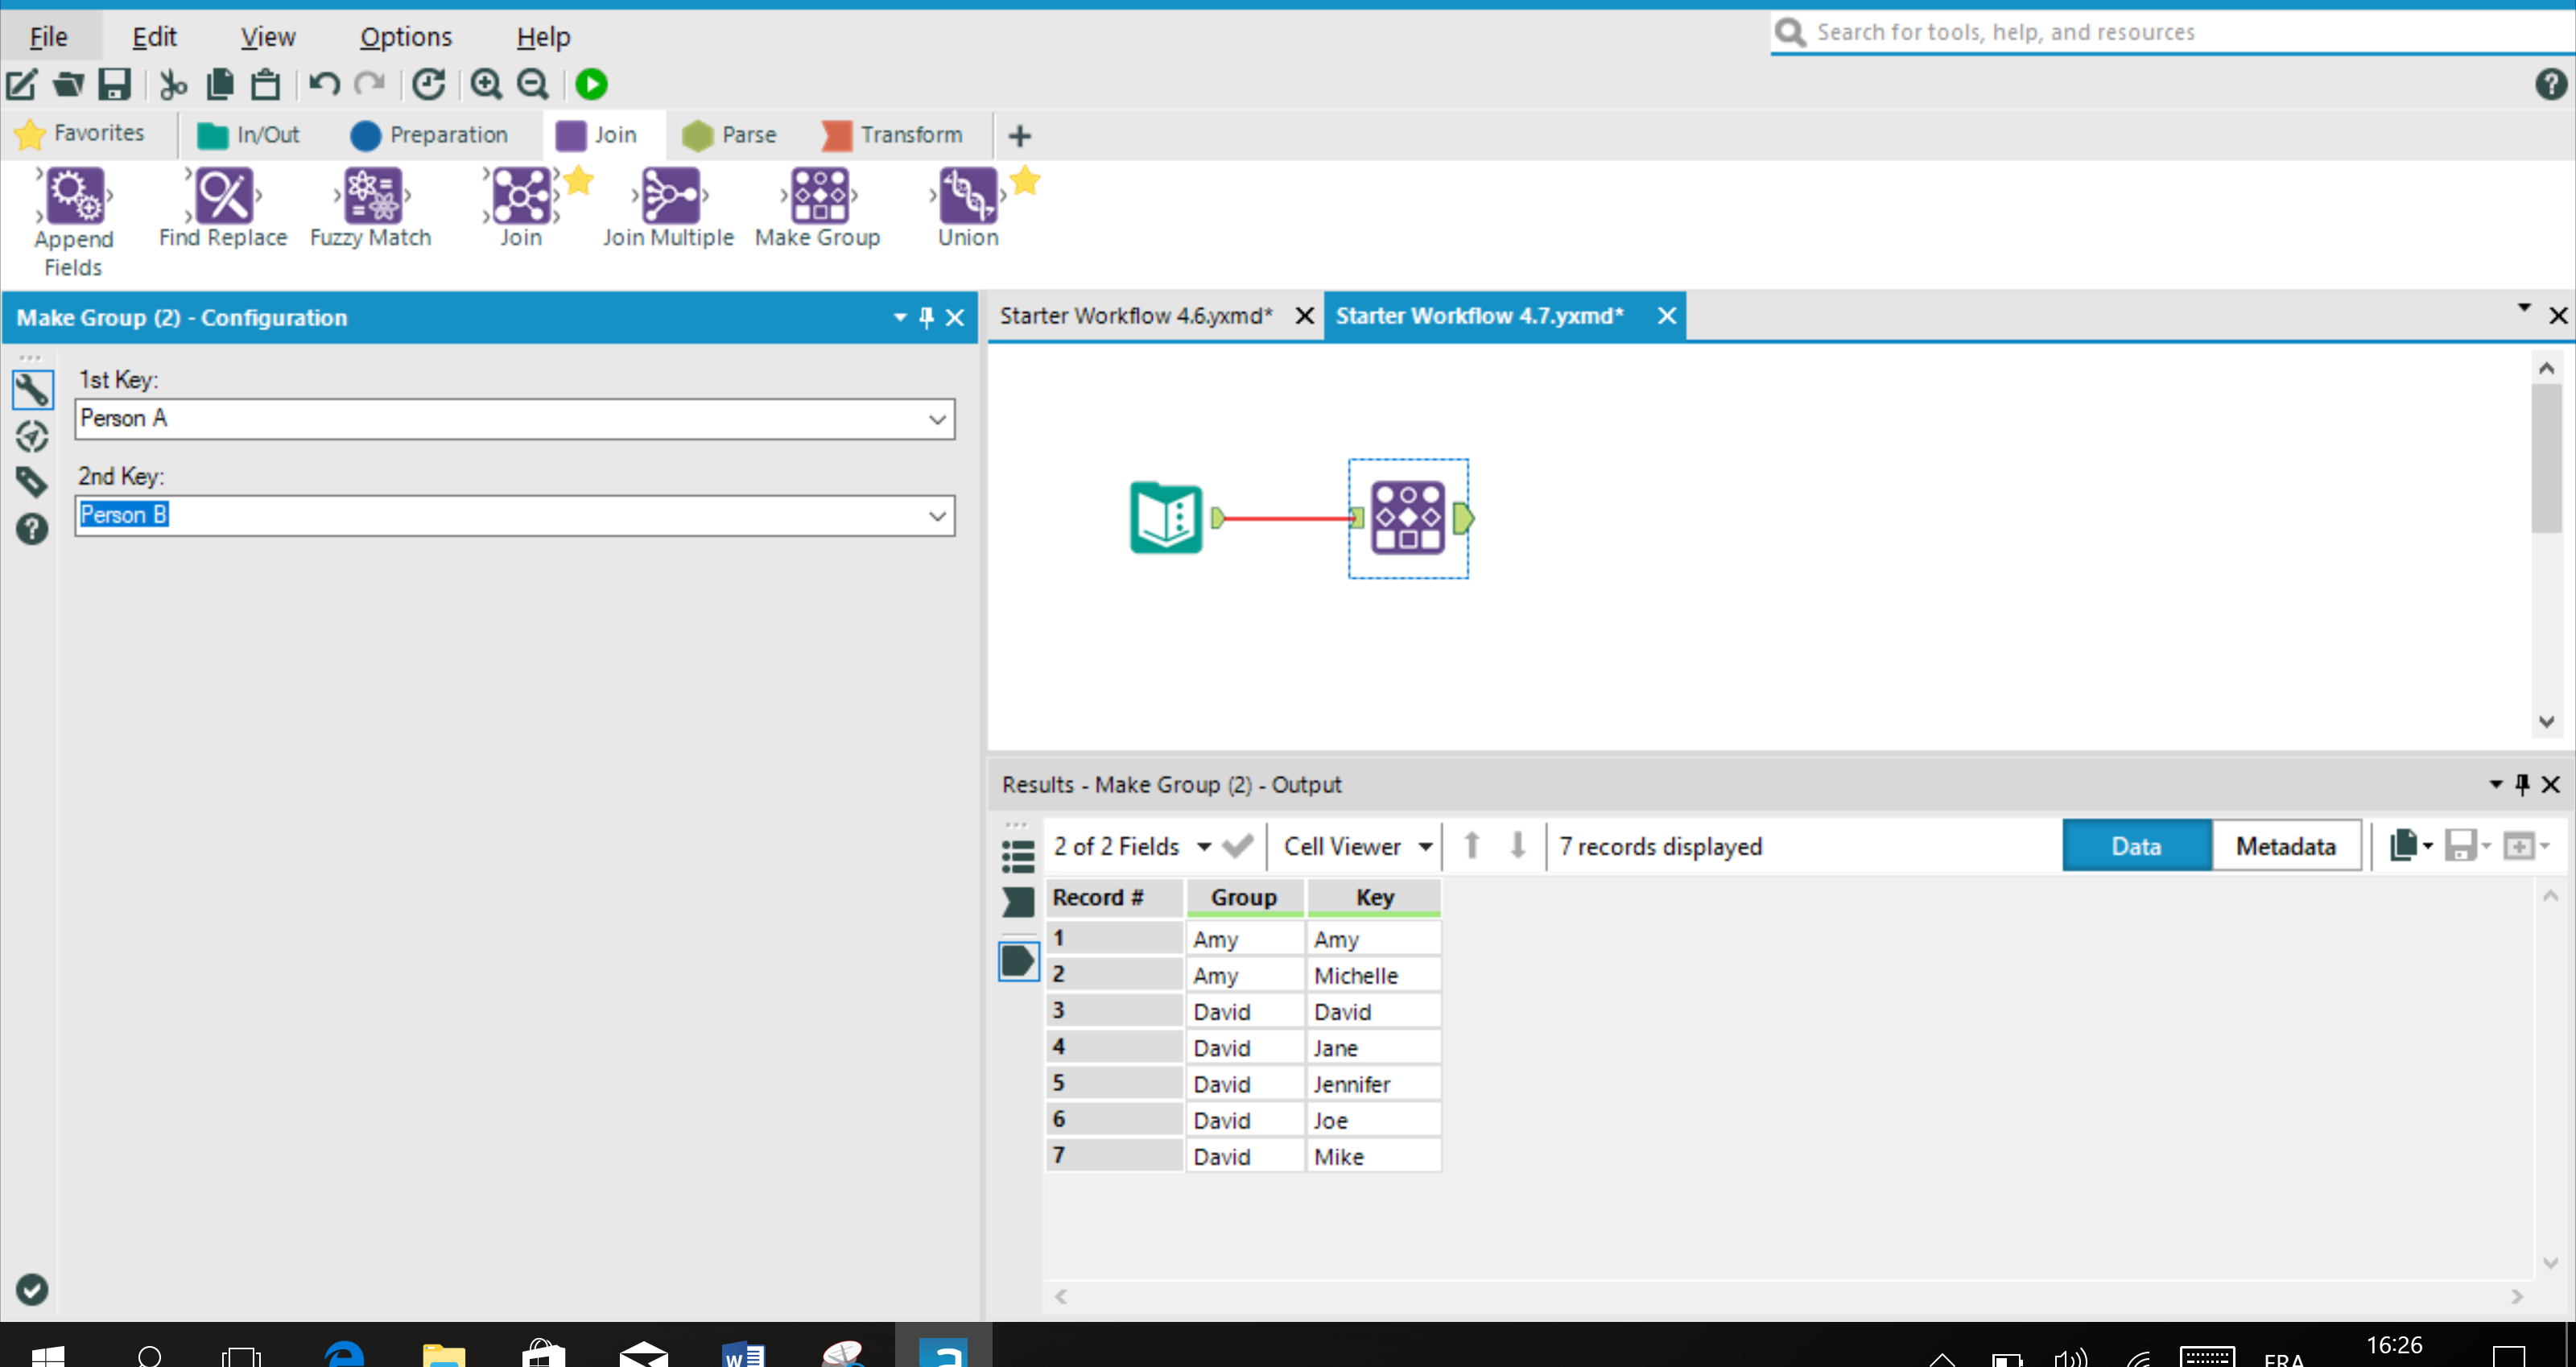 File Edit View Options Help
Search for tools, help, and resources
Favorites In/Out Preparation Join Parse Transform
Append Fields Find Replace Fuzzy Match Join Join Multiple Make Group Union
Make Group (2) - Configuration
Starter Workflow 4.6.yxmd* Starter Workflow 4.7.yxmd*
1st Key:
Person A
2nd Key:
Person B
Results - Make Group (2) - Output
2 of 2 Fields Cell Viewer 7 records displayed Data Metadata
Record # Group Key
1 Amy Amy
2 Amy Michelle
3 David David
4 David Jane
5 David Jennifer
6 David Joe
7 David Mike
16:26
FRA